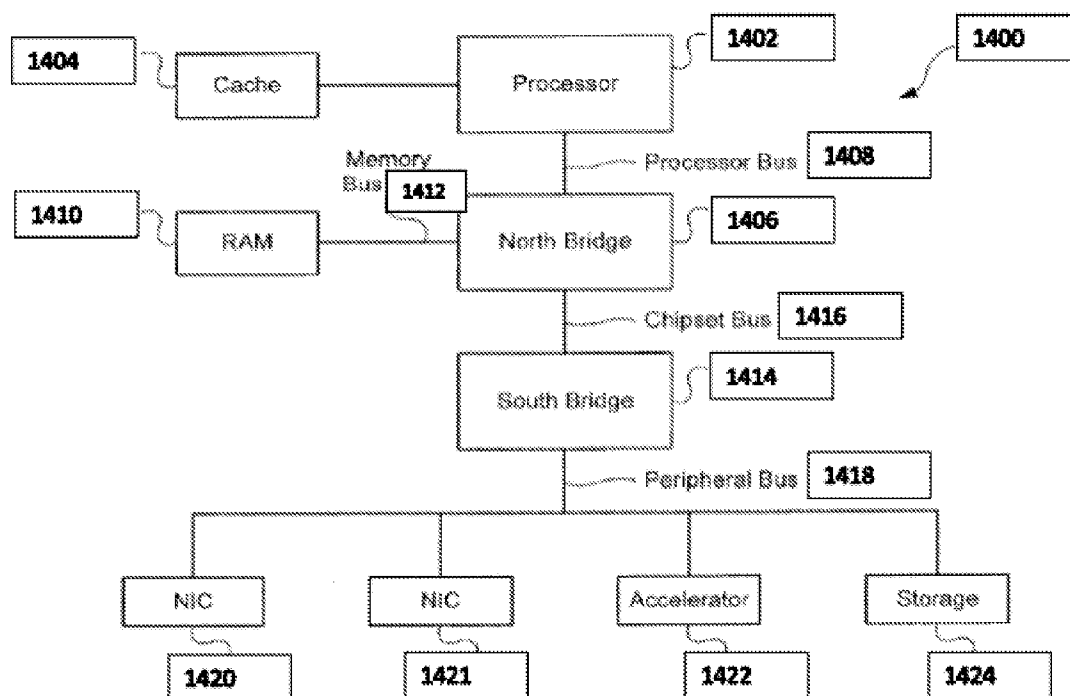 1404
Cache
Processor
1402
1400
Memory
Bus
1412
Processor Bus
1408
1410
RAM
North Bridge
1406
Chipset Bus
1416
South Bridge
1414
Peripheral Bus
1418
NIC
NIC
Accelerator
Storage
1420
1421
1422
1424